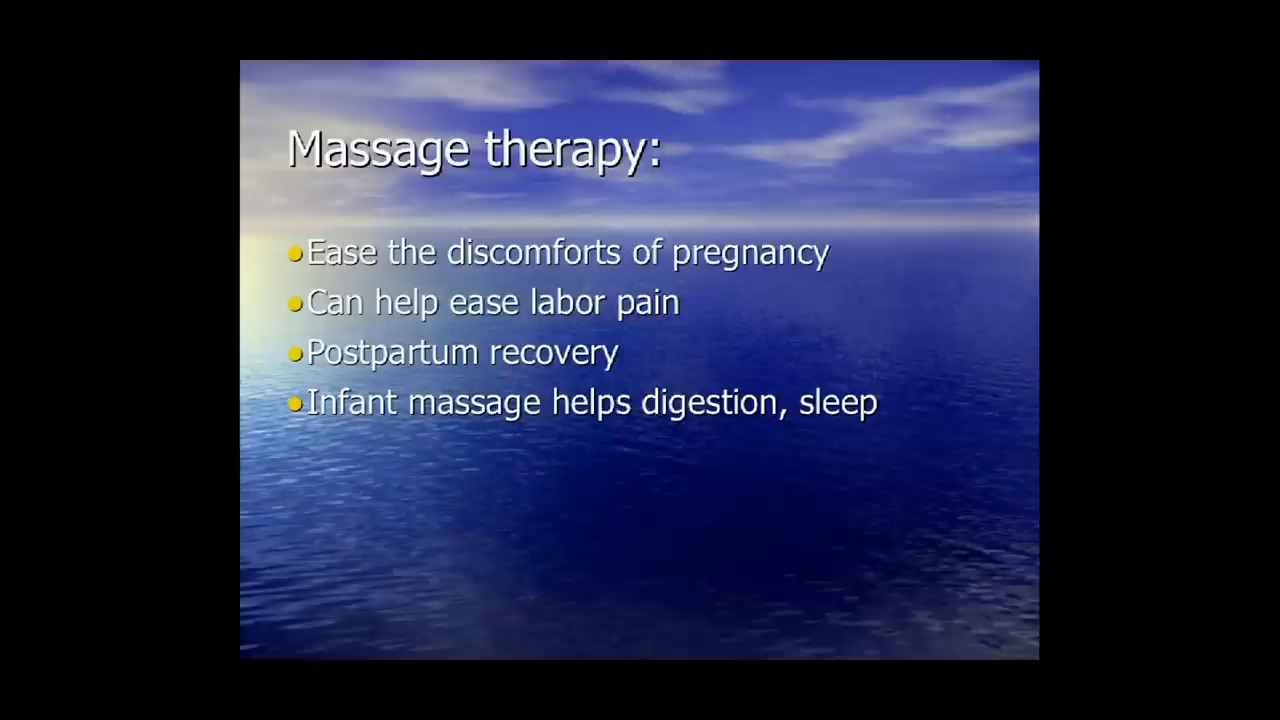 Massage therapy:
•Ease the discomforts of pregnancy
•Can help ease labor pain
•Postpartum recovery
•Infant massage helps digestion, sleep